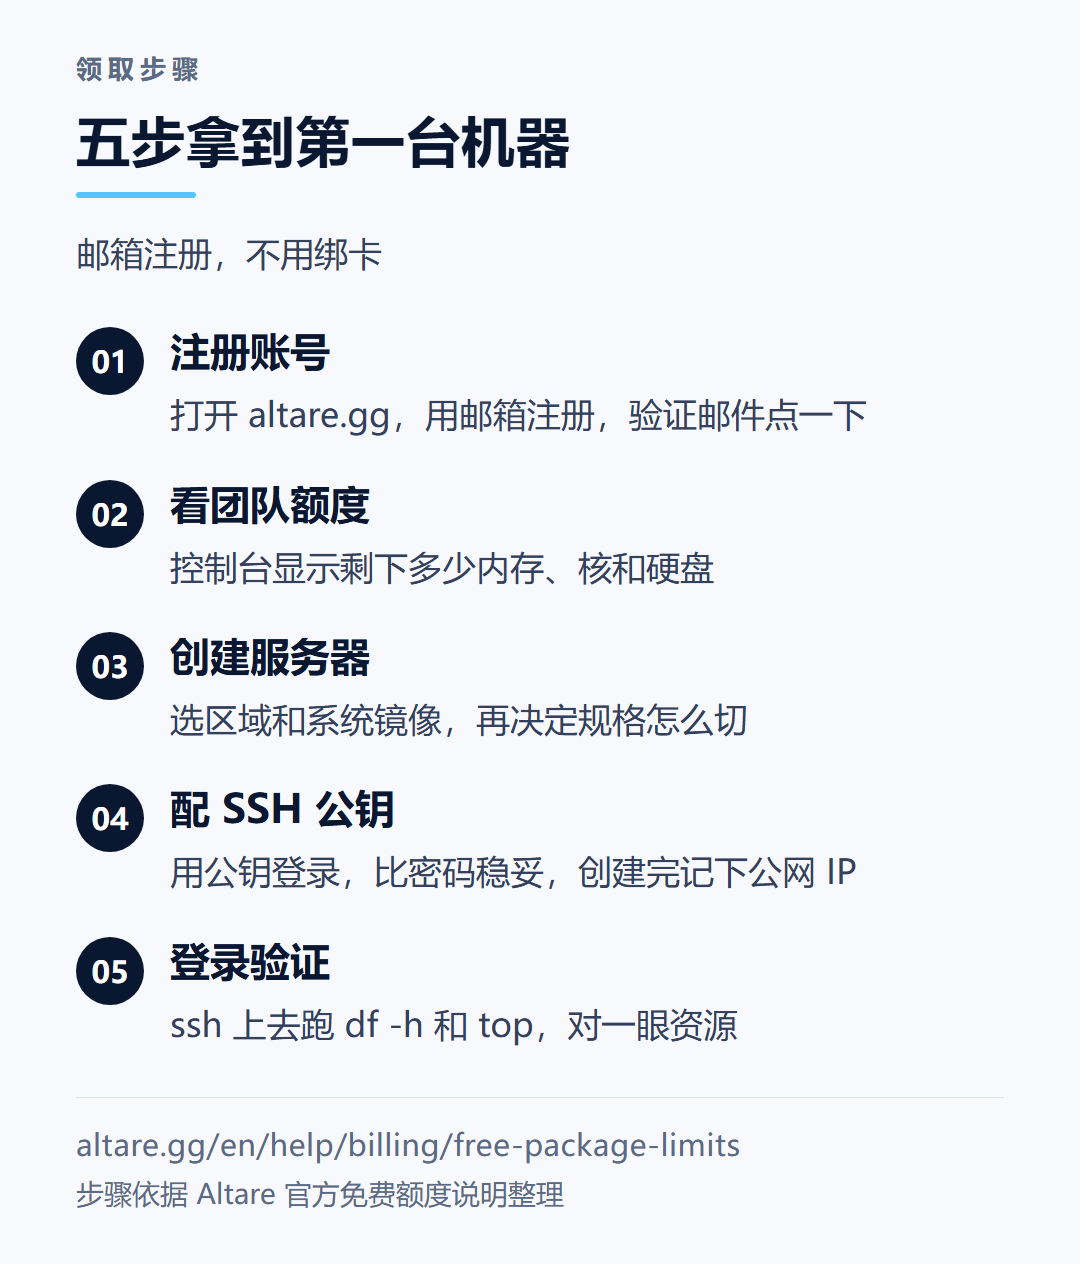 领取步骤
五步拿到第一台机器
邮箱注册，不用绑卡
01
注册账号
打开 altare.gg，用邮箱注册，验证邮件点一下
02
看团队额度
控制台显示剩下多少内存、核和硬盘
03
创建服务器
选区域和系统镜像，再决定规格怎么切
04
配 SSH 公钥
用公钥登录，比密码稳妥，创建完记下公网 IP
05
登录验证
ssh 上去跑 df -h 和 top，对一眼资源
altare.gg/en/help/billing/free-package-limits
步骤依据 Altare 官方免费额度说明整理